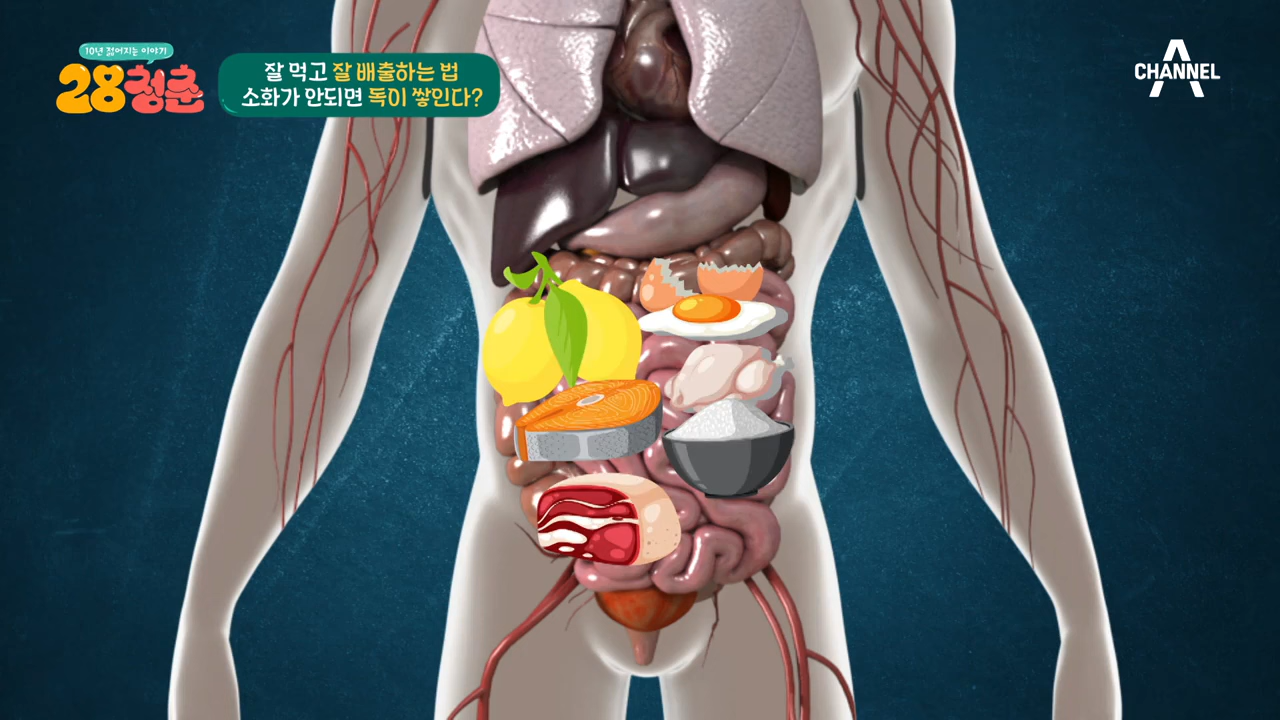 10년 젊어지는 이야기
28청춘
잘 먹고 잘 배출하는 법
소화가 안되면 독이 쌓인다?
CHANNEL A